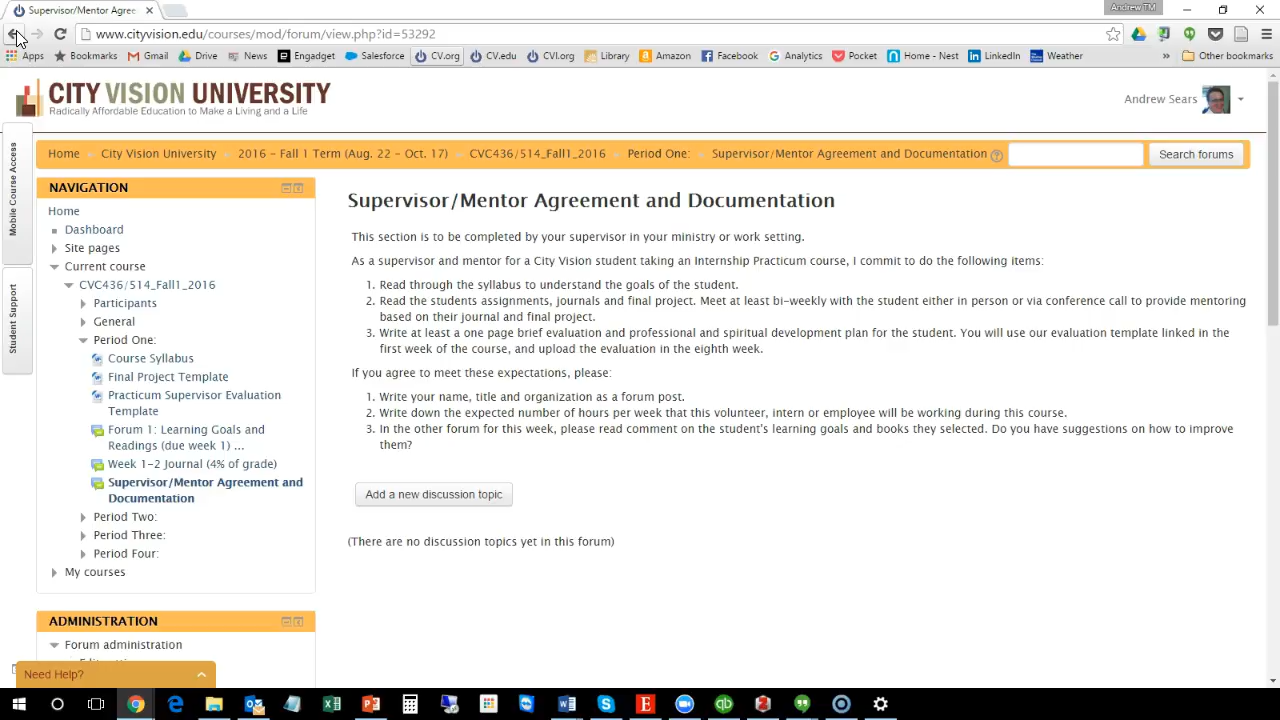 Supervisor/Mentor Agree
Andrew TM
www.cityvision.edu/courses/mod/forum/view.php?id=53292
Apps Bookmarks Gmail Drive News Engadget Salesforce CV.org CV.edu CVI.org Library Amazon Facebook Analytics Pocket Home - Nest LinkedIn Weather » Other bookmarks
CITY VISION UNIVERSITY
Radically Affordable Education to Make a Living and a Life
Andrew Sears
Mobile Course Access
Student Support
Home City Vision University 2016 - Fall 1 Term (Aug. 22 - Oct. 17) CVC436/514_Fall1_2016 Period One: Supervisor/Mentor Agreement and Documentation Search forums
NAVIGATION
Home
Dashboard
Site pages
Current course
CVC436/514_Fall1_2016
Participants
General
Period One:
Course Syllabus
Final Project Template
Practicum Supervisor Evaluation
Template
Forum 1: Learning Goals and
Readings (due week 1) ...
Week 1-2 Journal (4% of grade)
Supervisor/Mentor Agreement and
Documentation
Period Two:
Period Three:
Period Four:
My courses
ADMINISTRATION
Forum administration
Need Help?
Supervisor/Mentor Agreement and Documentation
This section is to be completed by your supervisor in your ministry or work setting.
As a supervisor and mentor for a City Vision student taking an Internship Practicum course, I commit to do the following items:
1. Read through the syllabus to understand the goals of the student.
2. Read the students assignments, journals and final project. Meet at least bi-weekly with the student either in person or via conference call to provide mentoring
based on their journal and final project.
3. Write at least a one page brief evaluation and professional and spiritual development plan for the student. You will use our evaluation template linked in the
first week of the course, and upload the evaluation in the eighth week.
If you agree to meet these expectations, please:
1. Write your name, title and organization as a forum post.
2. Write down the expected number of hours per week that this volunteer, intern or employee will be working during this course.
3. In the other forum for this week, please read comment on the student's learning goals and books they selected. Do you have suggestions on how to improve
them?
Add a new discussion topic
(There are no discussion topics yet in this forum)